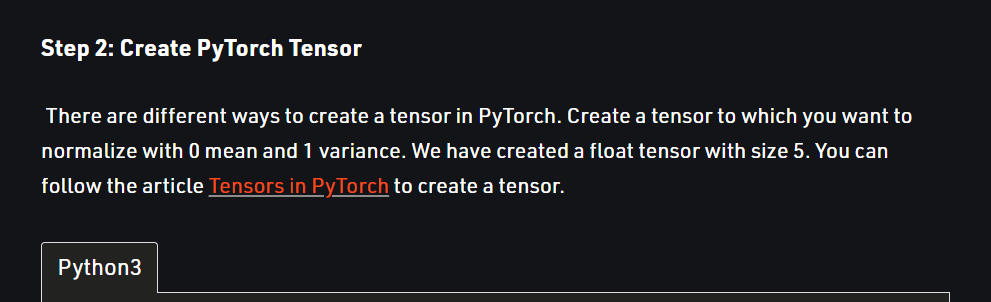 Step 2: Create PyTorch Tensor
There are different ways to create a tensor in PyTorch. Create a tensor to which you want to
normalize with 0 mean and 1 variance. We have created a float tensor with size 5. You can
follow the article Tensors in PyTorch to create a tensor.
Python3